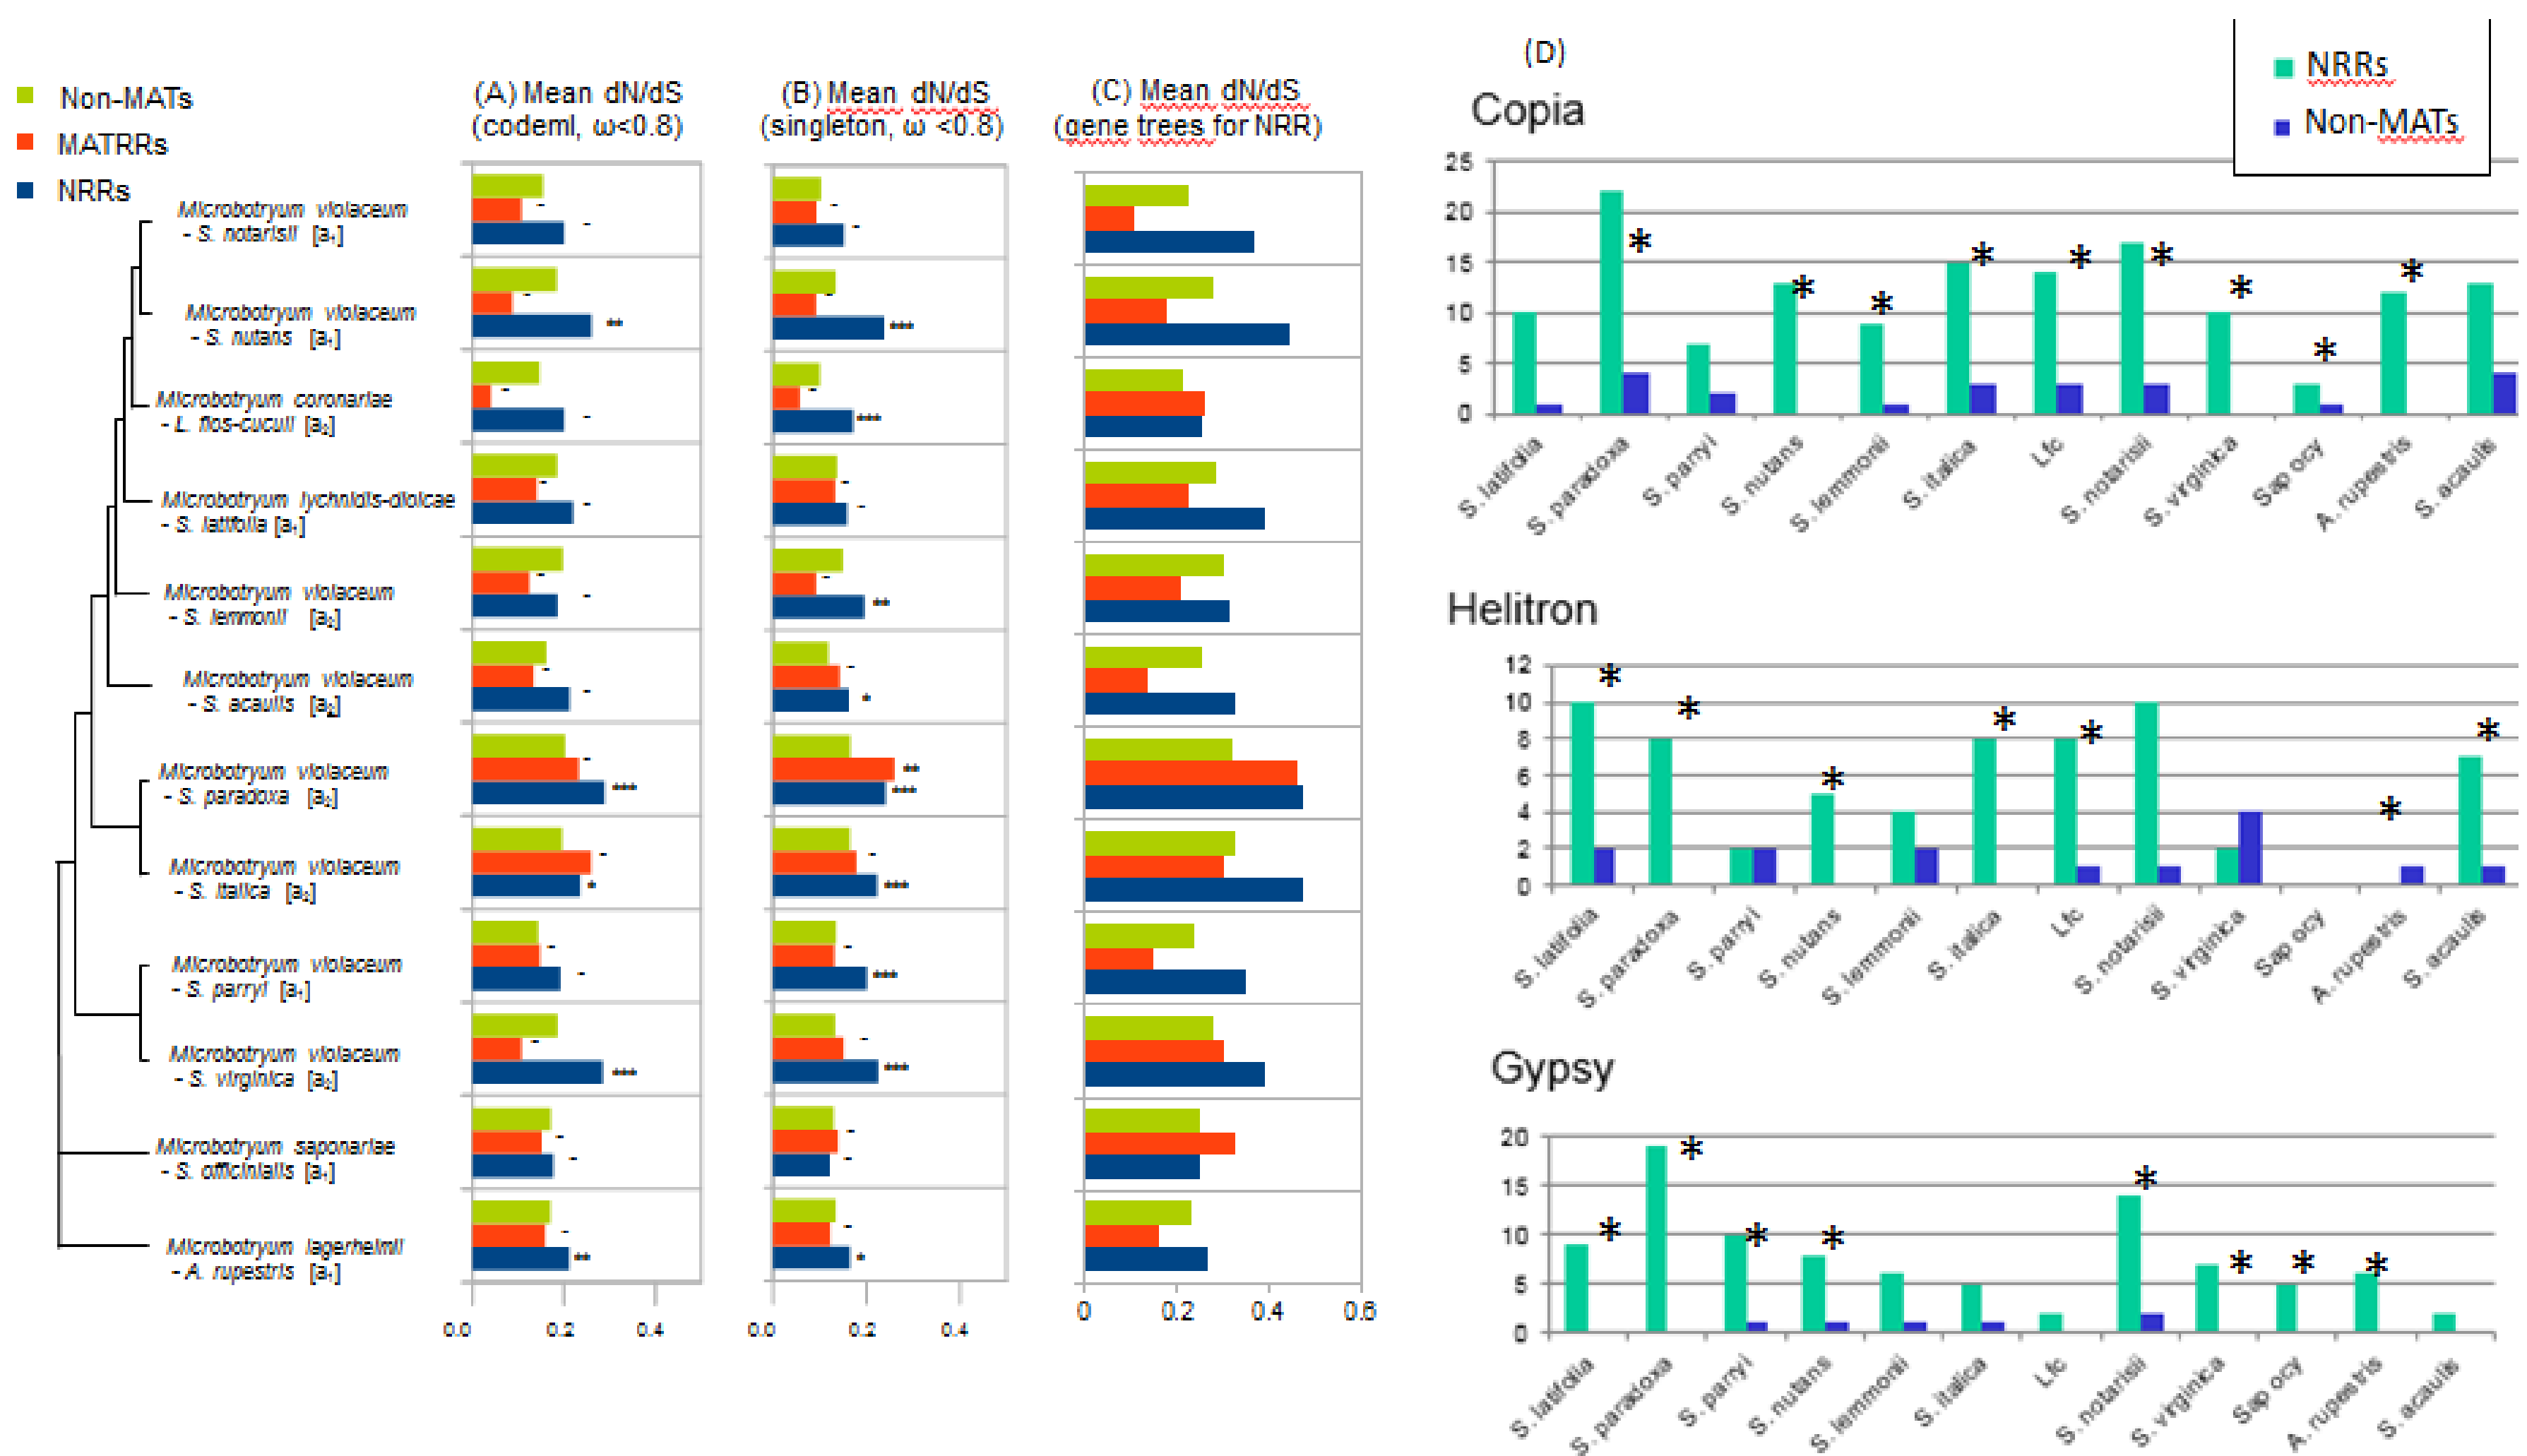 Non-MATs
MATRRs
NRRs
(A) Mean dN/dS
(codeml, ω<0.8)
(B) Mean dN/dS
(singleton, ω <0.8)
(C) Mean dN/dS
(gene trees for NRR)
Microbotryum violaceum
- S. notarisii [a₁]
Microbotryum violaceum
- S. nutans [a₁]
Microbotryum coronariae
- L. flos-cuculi [a₂]
Microbotryum lychnidis-dioicae
- S. latifolia [a₁]
Microbotryum violaceum
- S. lemmonii [a₂]
Microbotryum violaceum
- S. acaulis [a₂]
Microbotryum violaceum
- S. paradoxa [a₂]
Microbotryum violaceum
- S. italica [a₂]
Microbotryum violaceum
- S. parryi [a₁]
Microbotryum violaceum
- S. virginica [a₂]
Microbotryum saponariae
- S. officinialis [a₁]
Microbotryum lagerheimii
- A. rupestris [a₁]
- -
- **
- -
- -
- -
- -
- ***
- *
- -
- ***
- -
- **
0.0 0.2 0.4
- -
- ***
- ***
- -
- **
- *
** ***
- ***
- ***
- ***
- -
- *
0.0 0.2 0.4
0 0.2 0.4 0.6
(D)
NRRs
Non-MATs
Copia
25
20
15
10
5
0
* * * * * * * * *
S. latifolia S. paradoxa S. parryi S. nutans S. lemmonii S. italica Lfc S. notarisii S. virginica Sap ocy A. rupestris S. acaulis
Helitron
12
10
8
6
4
2
0
* * * * * * *
S. latifolia S. paradoxa S. parryi S. nutans S. lemmonii S. italica Lfc S. notarisii S. virginica Sap ocy A. rupestris S. acaulis
Gypsy
20
15
10
5
0
* * * * * * * *
S. latifolia S. paradoxa S. parryi S. nutans S. lemmonii S. italica Lfc S. notarisii S. virginica Sap ocy A. rupestris S. acaulis